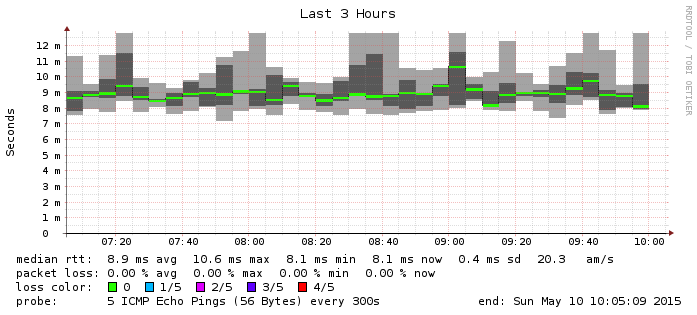 Last 3 Hours
RRDTOOL / TOBI OETIKER
Seconds
12 m
11 m
10 m
9 m
8 m
7 m
6 m
5 m
4 m
3 m
2 m
1 m
0
07:20 07:40 08:00 08:20 08:40 09:00 09:20 09:40 10:00
median rtt: 8.9 ms avg 10.6 ms max 8.1 ms min 8.1 ms now 0.4 ms sd 20.3 am/s
packet loss: 0.00 % avg 0.00 % max 0.00 % min 0.00 % now
loss color: 0 1/5 2/5 3/5 4/5
probe: 5 ICMP Echo Pings (56 Bytes) every 300s end: Sun May 10 10:05:09 2015